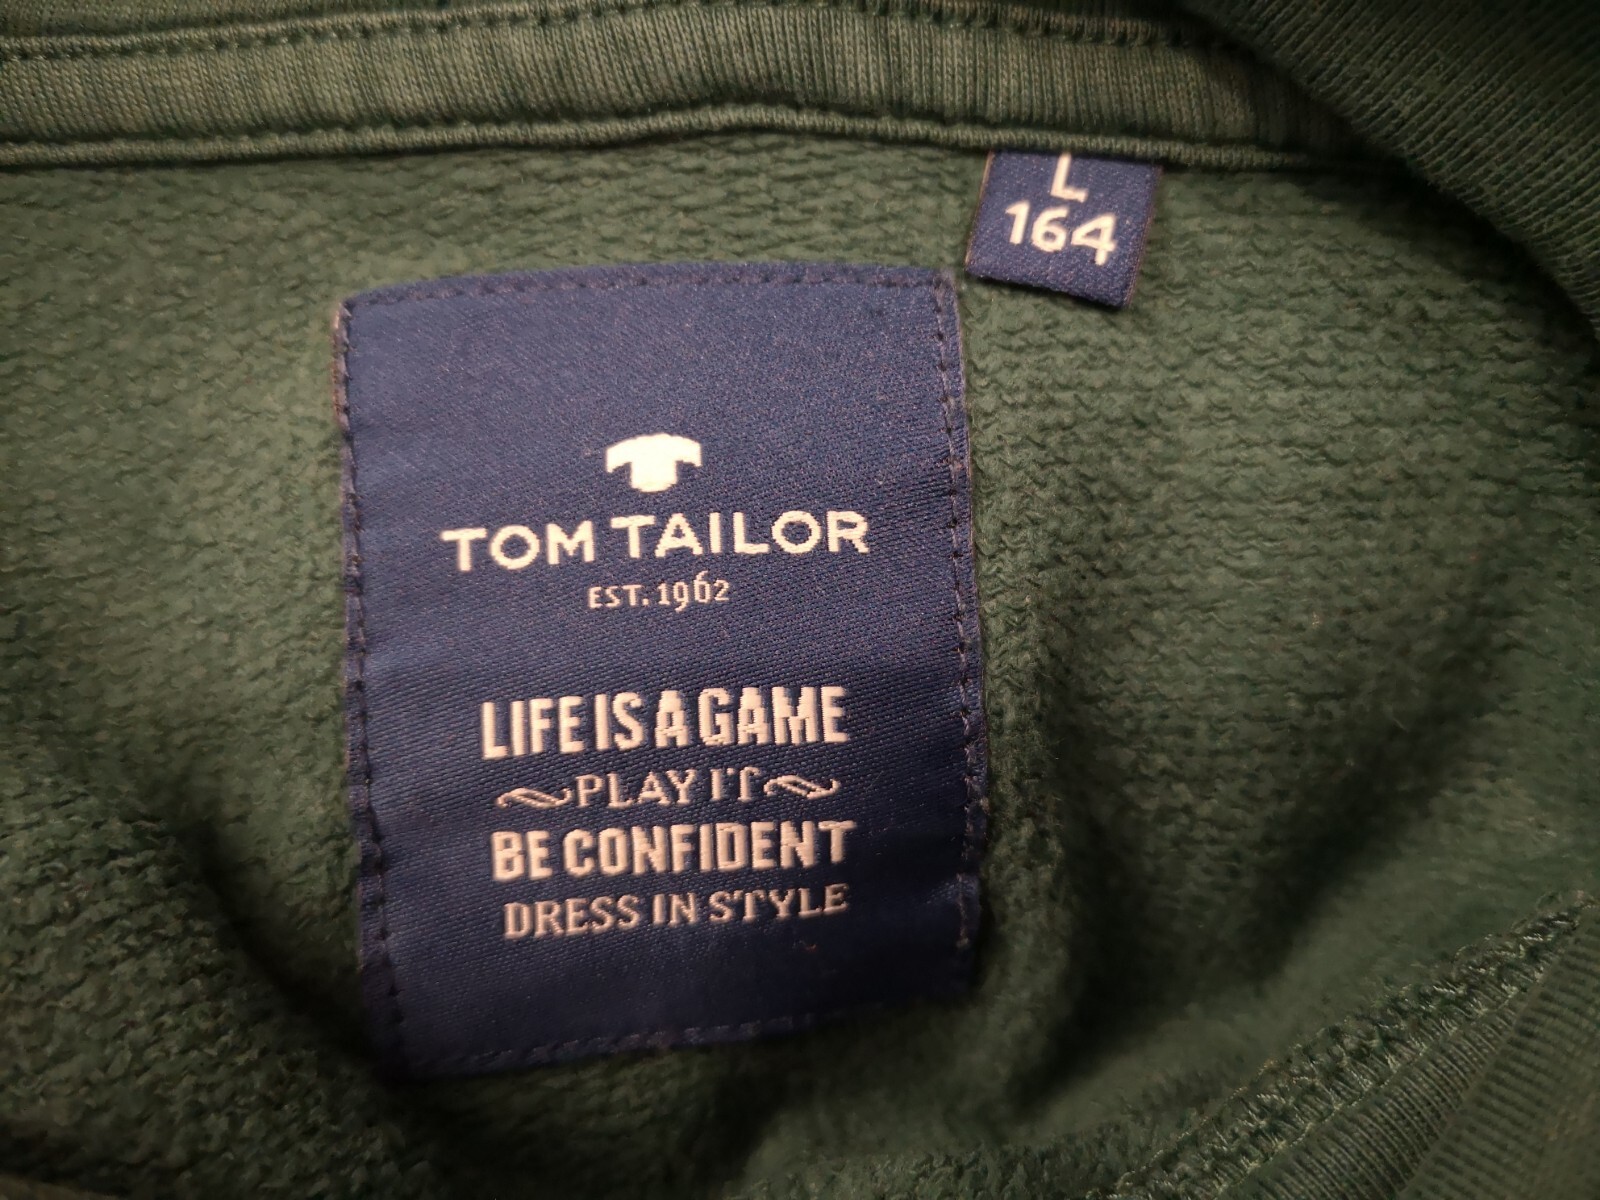 L
164
TOM TAILOR
EST. 1962
LIFE IS A GAME
PLAY IT
BE CONFIDENT
DRESS IN STYLE